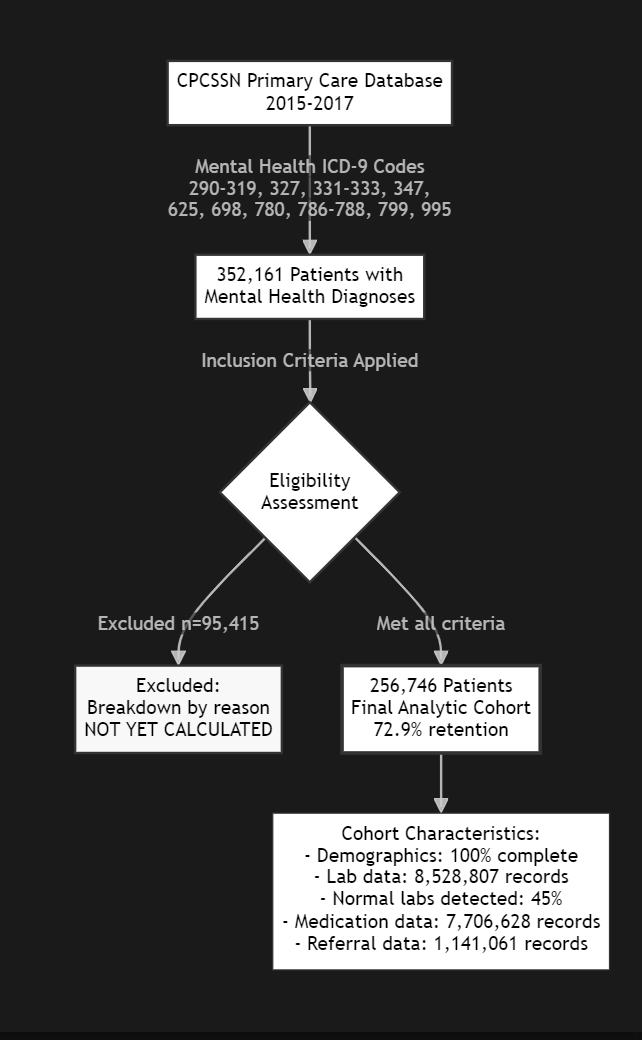 CPCSSN Primary Care Database
2015-2017
Mental Health ICD-9 Codes
290-319, 327, 331-333, 347,
625, 698, 780, 786-788, 799, 995
352,161 Patients with
Mental Health Diagnoses
Inclusion Criteria Applied
Eligibility
Assessment
Excluded n=95,415
Met all criteria
Excluded:
Breakdown by reason
NOT YET CALCULATED
256,746 Patients
Final Analytic Cohort
72.9% retention
Cohort Characteristics:
- Demographics: 100% complete
- Lab data: 8,528,807 records
- Normal labs detected: 45%
- Medication data: 7,706,628 records
- Referral data: 1,141,061 records